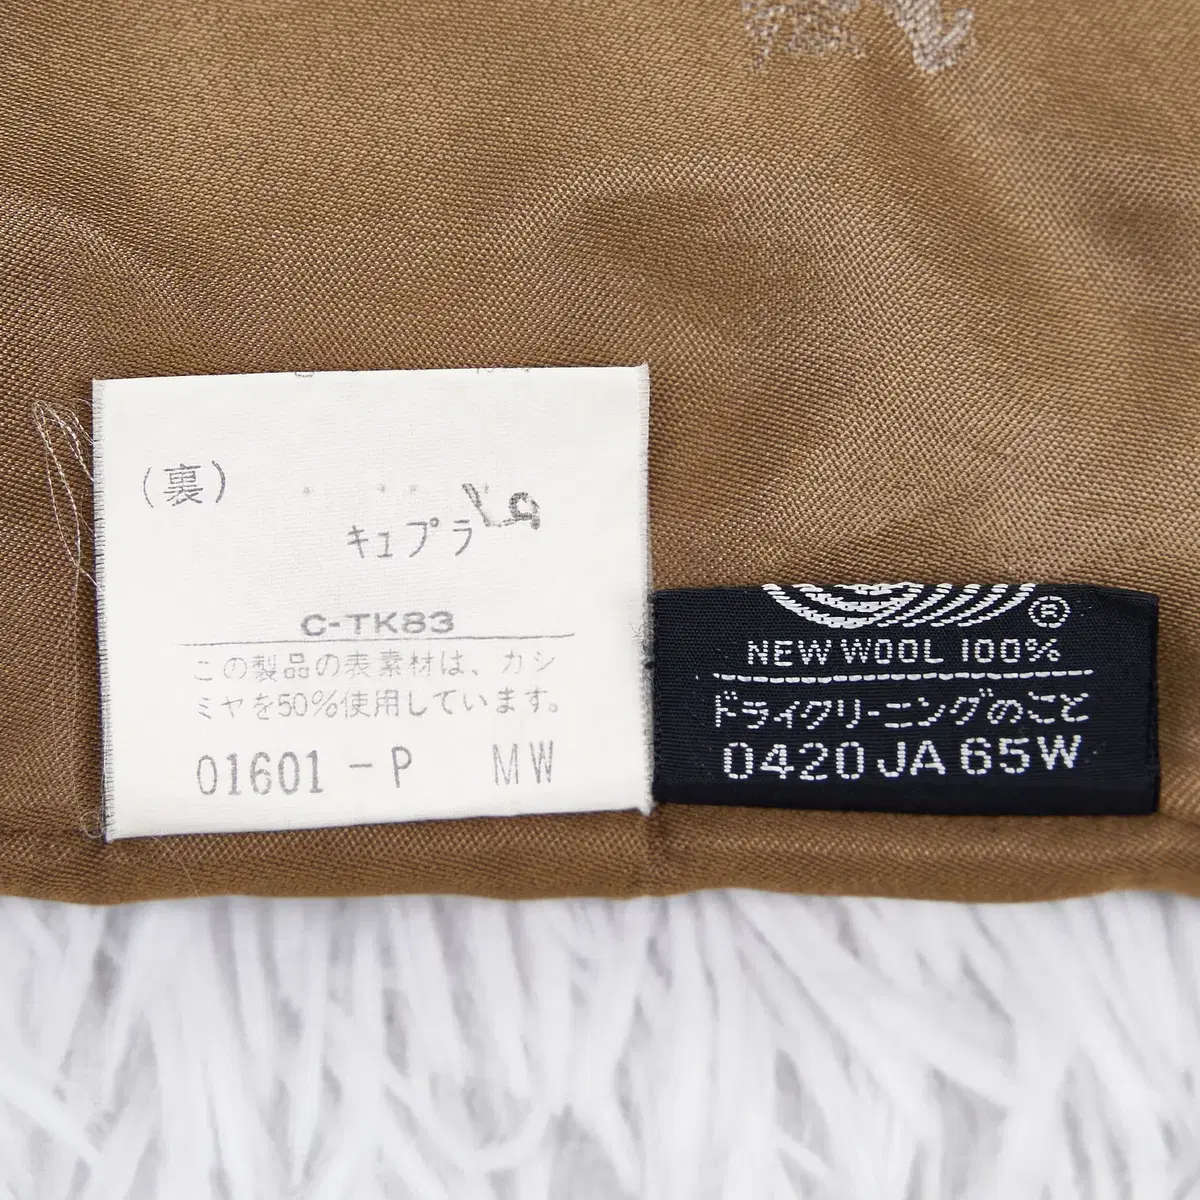 (裏)
キュプラ
C-TK83
この製品の表素材は、カシ
ミヤを50%使用しています。
01601-P MW
®
NEW WOOL 100%
ドライクリーニングのこと
0420 JA 65W